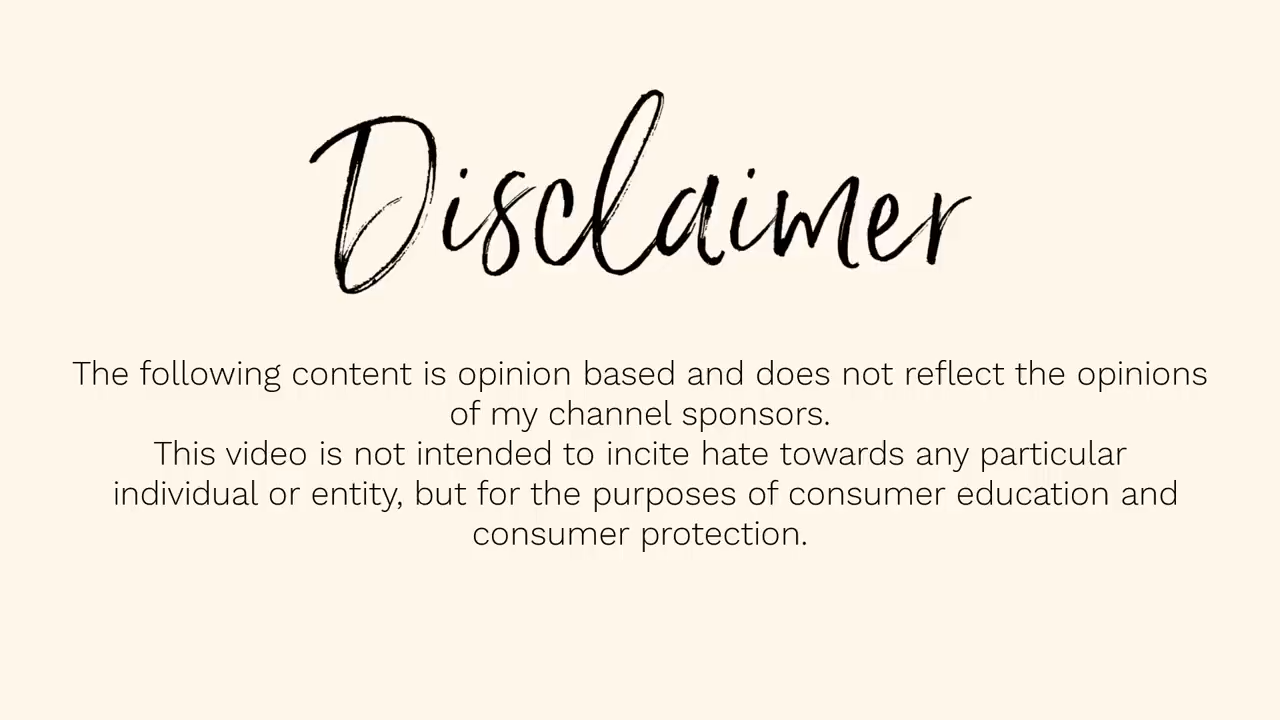 Disclaimer
The following content is opinion based and does not reflect the opinions
of my channel sponsors.
This video is not intended to incite hate towards any particular
individual or entity, but for the purposes of consumer education and
consumer protection.